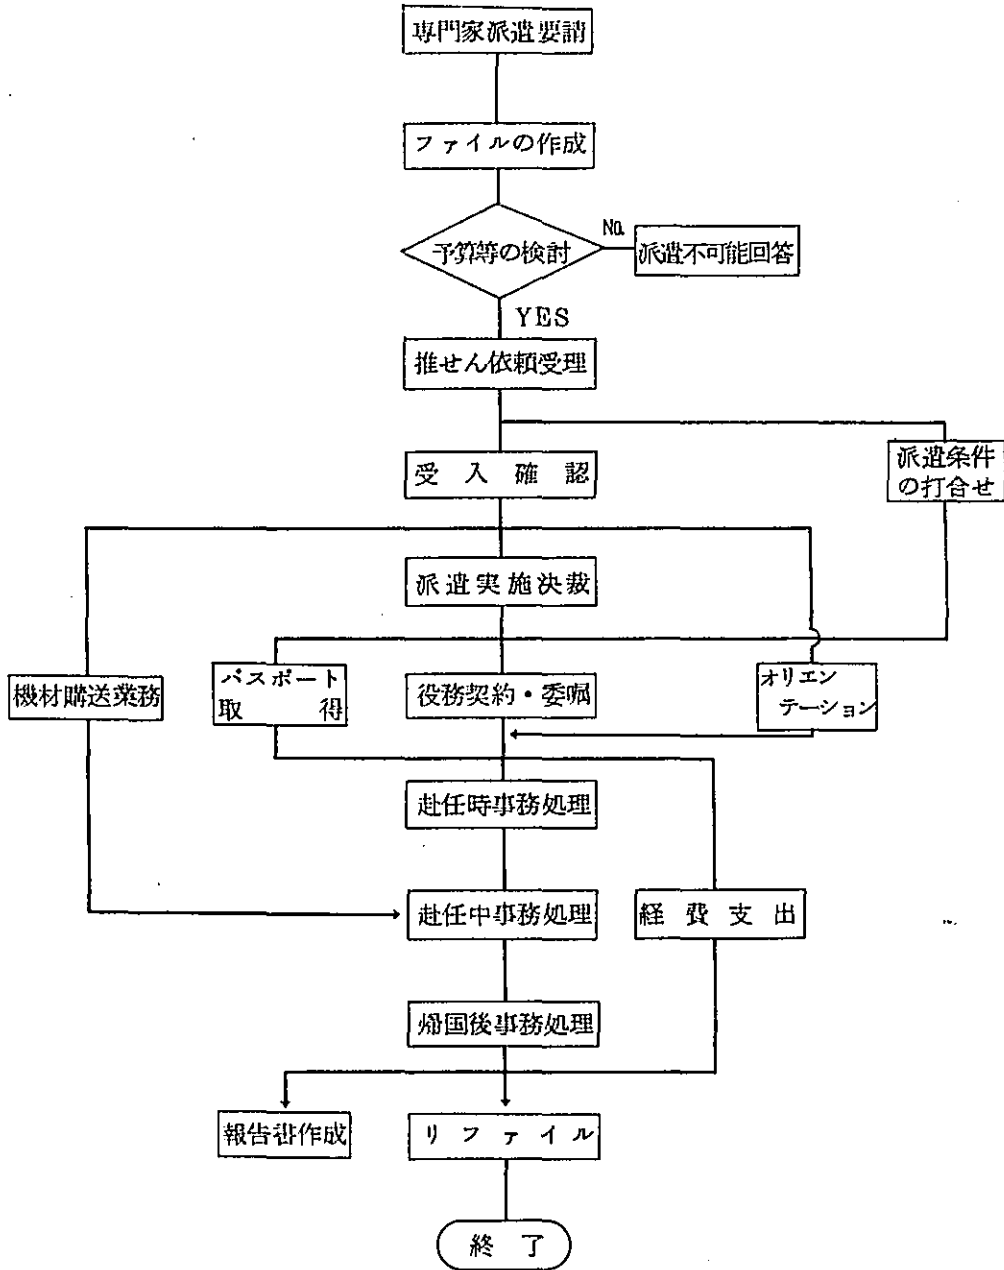 専門家派遣要請
ファイルの作成
予算等の検討
No.
派遣不可能回答
YES
推せん依頼受理
受入確認
派遣条件
の打合せ
派遣実施決裁
機材購送業務
パスポート
取得
役務契約・委嘱
オリエン
テーション
赴任時事務処理
赴任中事務処理
経費支出
帰国後事務処理
報告書作成
リファイル
終了